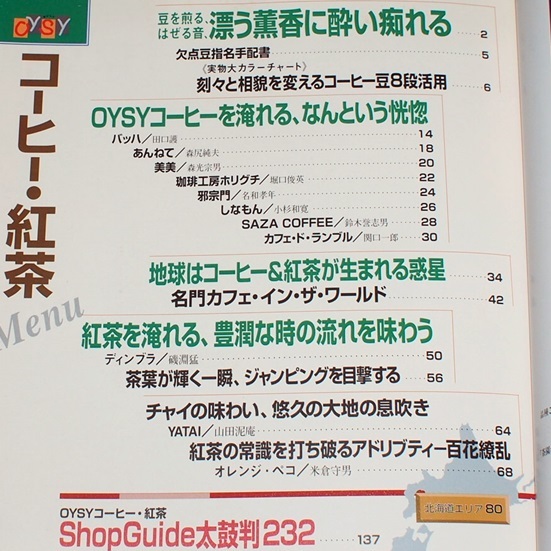 OYSY
コーヒー・紅茶
Menu
豆を煎る、はぜる音、漂う薫香に酔い痴れる 2
欠点豆指名手配書 5
《実物大カラーチャート》
刻々と相貌を変えるコーヒー豆8段活用 6
OYSYコーヒーを淹れる、なんという恍惚
バッハ／田口護 14
あんねて／森尻純夫 18
美美／森光宗男 20
珈琲工房ホリグチ／堀口俊英 22
邪宗門／名和孝年 24
しなもん／小杉和寛 26
SAZA COFFEE／鈴木誉志男 28
カフェ・ド・ランブル／関口一郎 30
地球はコーヒー&紅茶が生まれる惑星 34
名門カフェ・イン・ザ・ワールド 42
紅茶を淹れる、豊潤な時の流れを味わう
ディンブラ／磯淵猛 50
茶葉が輝く一瞬、ジャンピングを目撃する 56
チャイの味わい、悠久の大地の息吹き
YATAI／山田泥庵 64
紅茶の常識を打ち破るアドリブティー百花繚乱
オレンジ・ペコ／米倉守男 68
北海道エリア 80
OYSYコーヒー・紅茶
ShopGuide太鼓判232 137